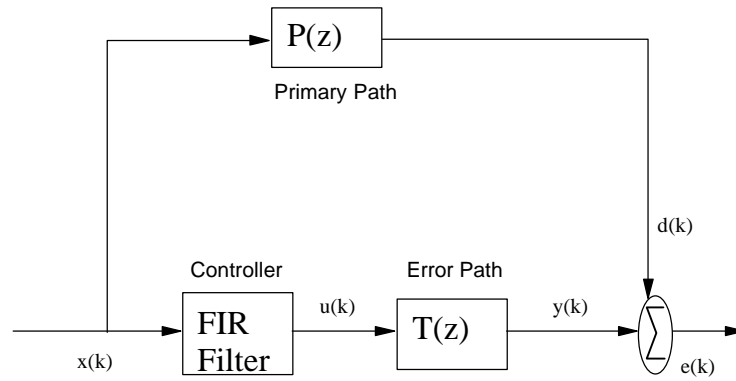 P(z)
Primary Path
d(k)
Controller
Error Path
u(k)
y(k)
FIR
Filter
T(z)
Σ
x(k)
e(k)